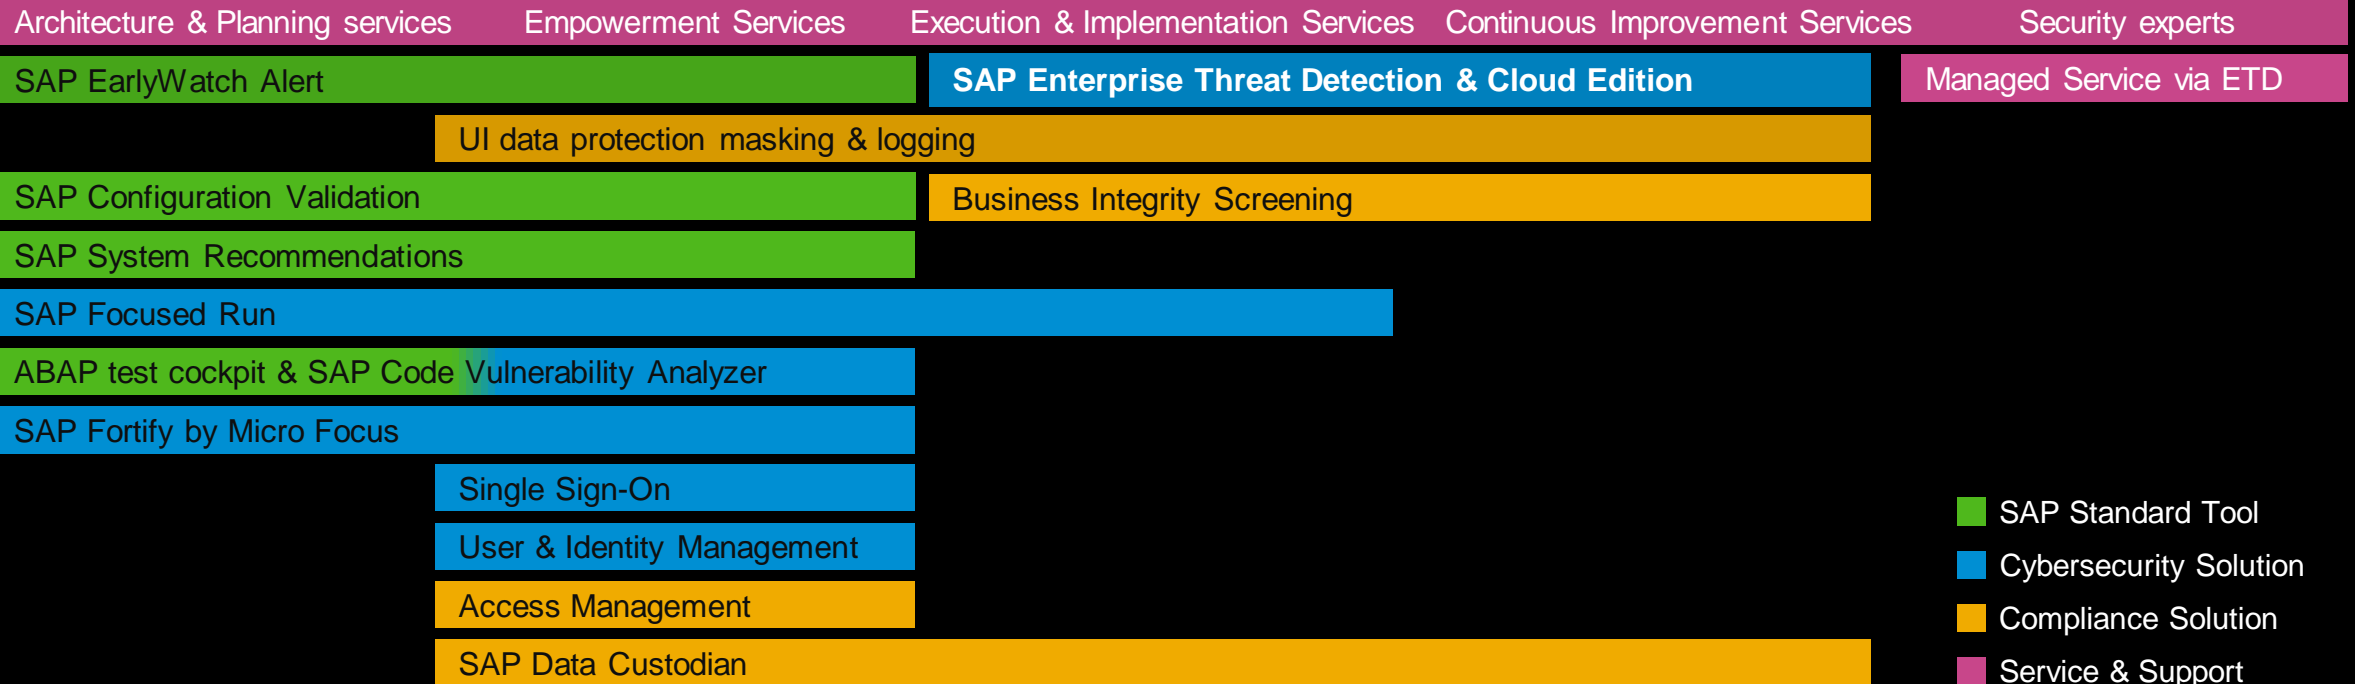 Architecture & Planning services Empowerment Services Execution & Implementation Services Continuous Improvement Services Security experts
SAP EarlyWatch Alert SAP Enterprise Threat Detection & Cloud Edition Managed Service via ETD
UI data protection masking & logging
SAP Configuration Validation Business Integrity Screening
SAP System Recommendations
SAP Focused Run
ABAP test cockpit & SAP Code Vulnerability Analyzer
SAP Fortify by Micro Focus
Single Sign-On
User & Identity Management
Access Management
SAP Data Custodian
SAP Standard Tool
Cybersecurity Solution
Compliance Solution
Service & Support